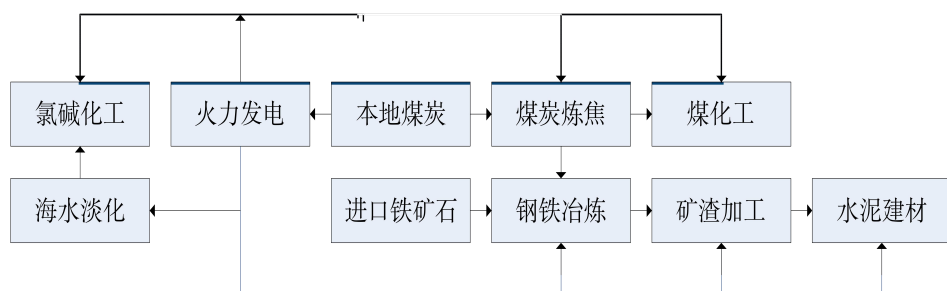 氯碱化工
火力发电
本地煤炭
煤炭炼焦
煤化工
海水淡化
进口铁矿石
钢铁冶炼
矿渣加工
水泥建材